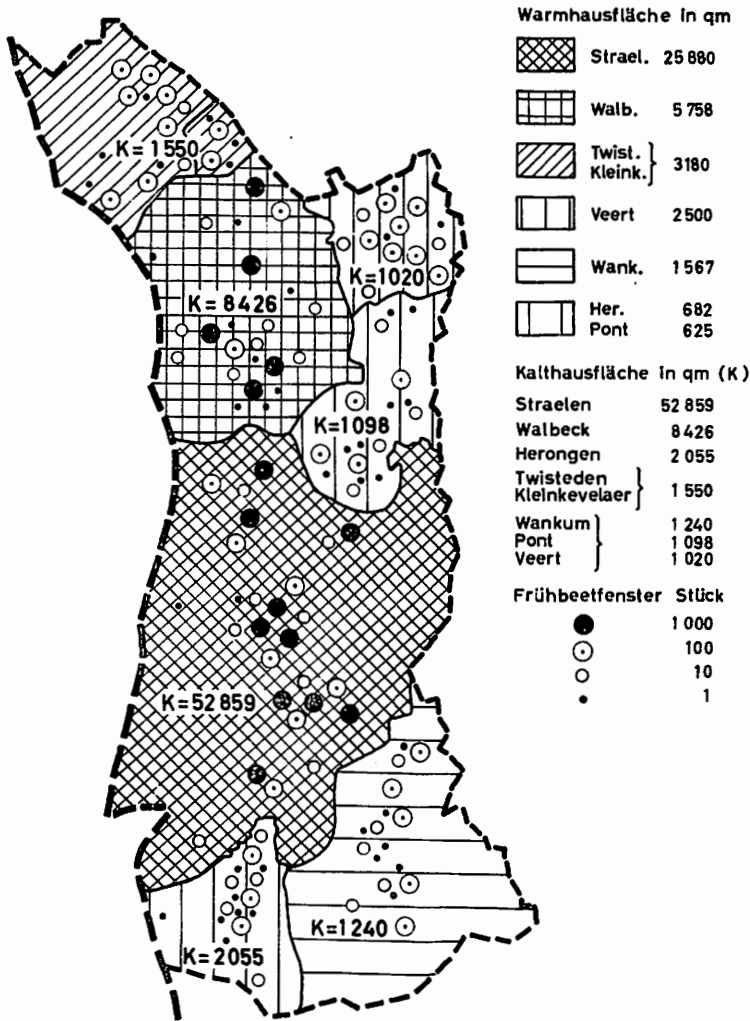 Warmhausfläche in qm
Strael. 25 880
Walb. 5 758
Twist. Kleink. } 3180
Veert 2500
Wank. 1567
Her. 682
Pont 625
Kalthausfläche in qm (K)
Straelen 52 859
Walbeck 8 426
Herongen 2 055
Twisteden
Kleinkevelaer } 1 550
Wankum 1 240
Pont } 1 098
Veert 1 020
Frühbeetfenster Stück
1 000
100
10
1
K=1550
K=1020
K=8426
K=1098
K=52 859
K=1240
K=2055